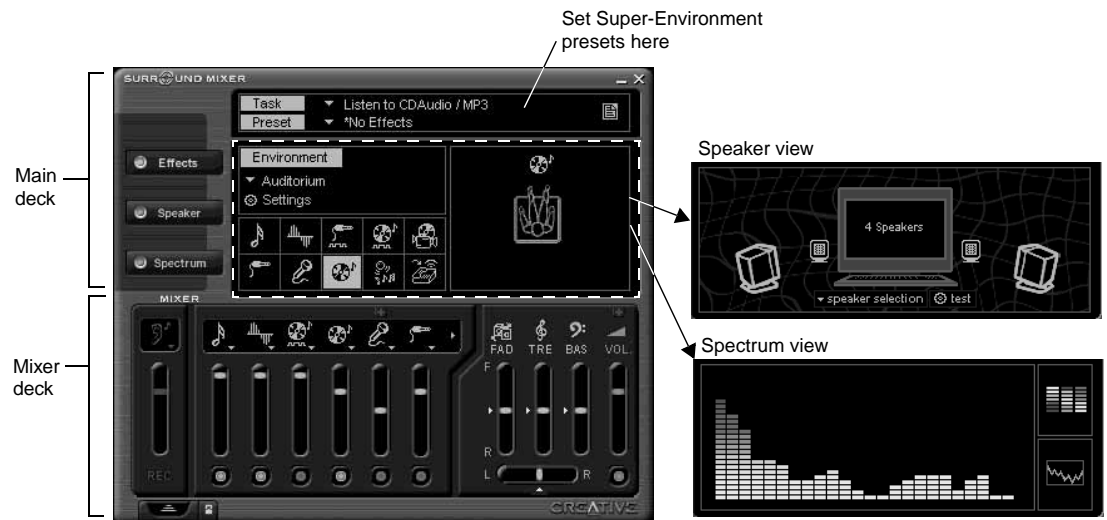 Set Super-Environment
presets here
SURROUND MIXER
Task
Listen to CDAudio / MP3
Preset
*No Effects
Main
deck
Effects
Speaker
Spectrum
Environment
Auditorium
Settings
Speaker view
4 Speakers
speaker selection
test
Mixer
deck
MIXER
REC
FAD
TRE
BAS
VOL.
F
R
L
R
CREATIVE
Spectrum view